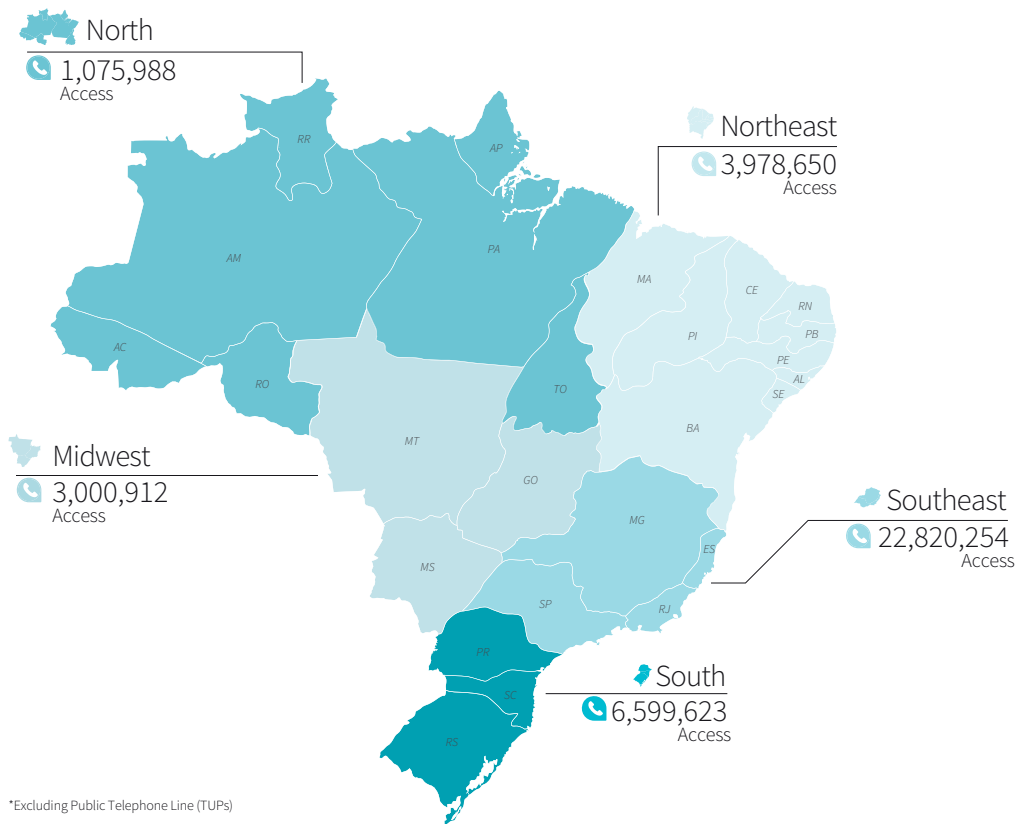 North
1,075,988
Access
Northeast
3,978,650
Access
RR
AP
AM
PA
MA
CE
RN
PI
PB
PE
AL
SE
AC
RO
TO
BA
MT
Midwest
3,000,912
Access
GO
MG
Southeast
22,820,254
Access
ES
MS
SP
RJ
PR
South
6,599,623
Access
SC
RS
*Excluding Public Telephone Line (TUPs)